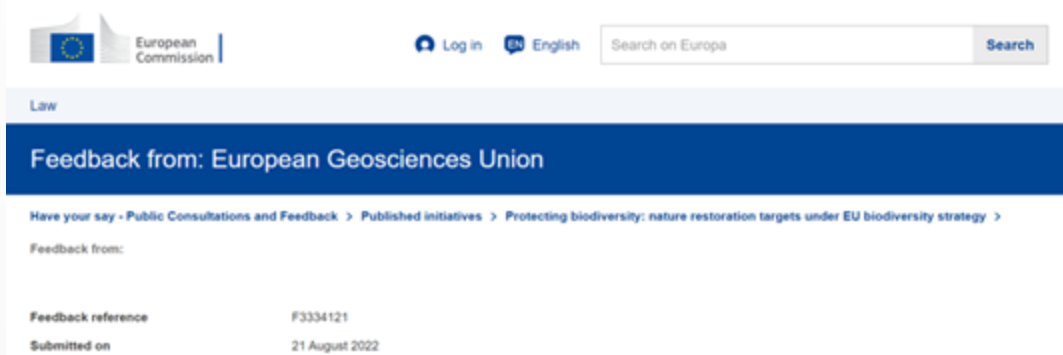 European
Commission
Log in EN English Search on Europa Search
Law
Feedback from: European Geosciences Union
Have your say - Public Consultations and Feedback > Published initiatives > Protecting biodiversity: nature restoration targets under EU biodiversity strategy >
Feedback from:
Feedback reference F3334121
Submitted on 21 August 2022